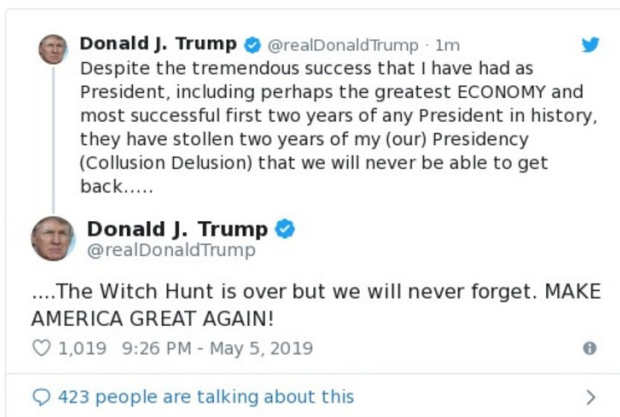 Donald J. Trump @realDonaldTrump · 1m
Despite the tremendous success that I have had as
President, including perhaps the greatest ECONOMY and
most successful first two years of any President in history,
they have stollen two years of my (our) Presidency
(Collusion Delusion) that we will never be able to get
back.....
Donald J. Trump
@realDonaldTrump
....The Witch Hunt is over but we will never forget. MAKE
AMERICA GREAT AGAIN!
1,019 9:26 PM - May 5, 2019
423 people are talking about this